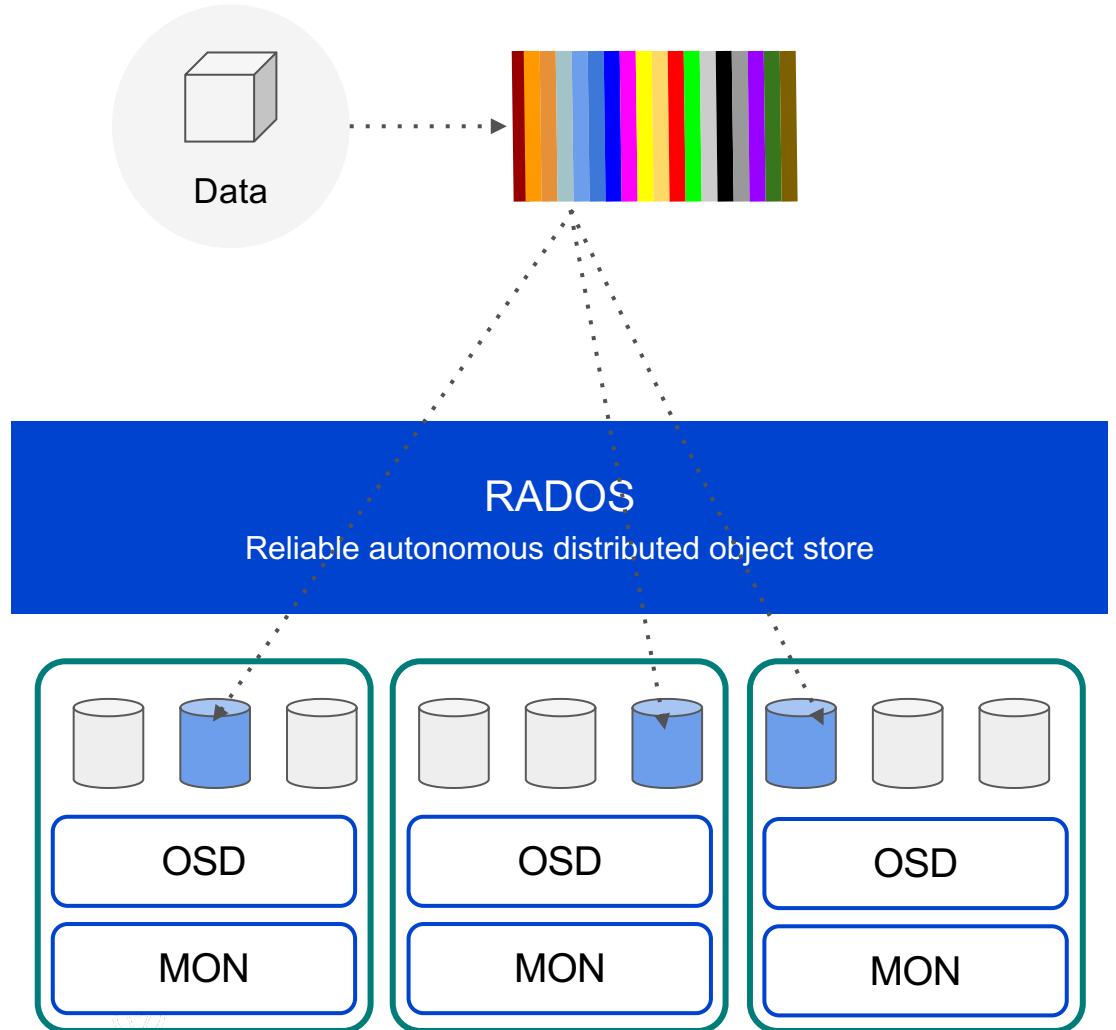 Data
RADOS
Reliable autonomous distributed object store
OSD
OSD
OSD
MON
MON
MON